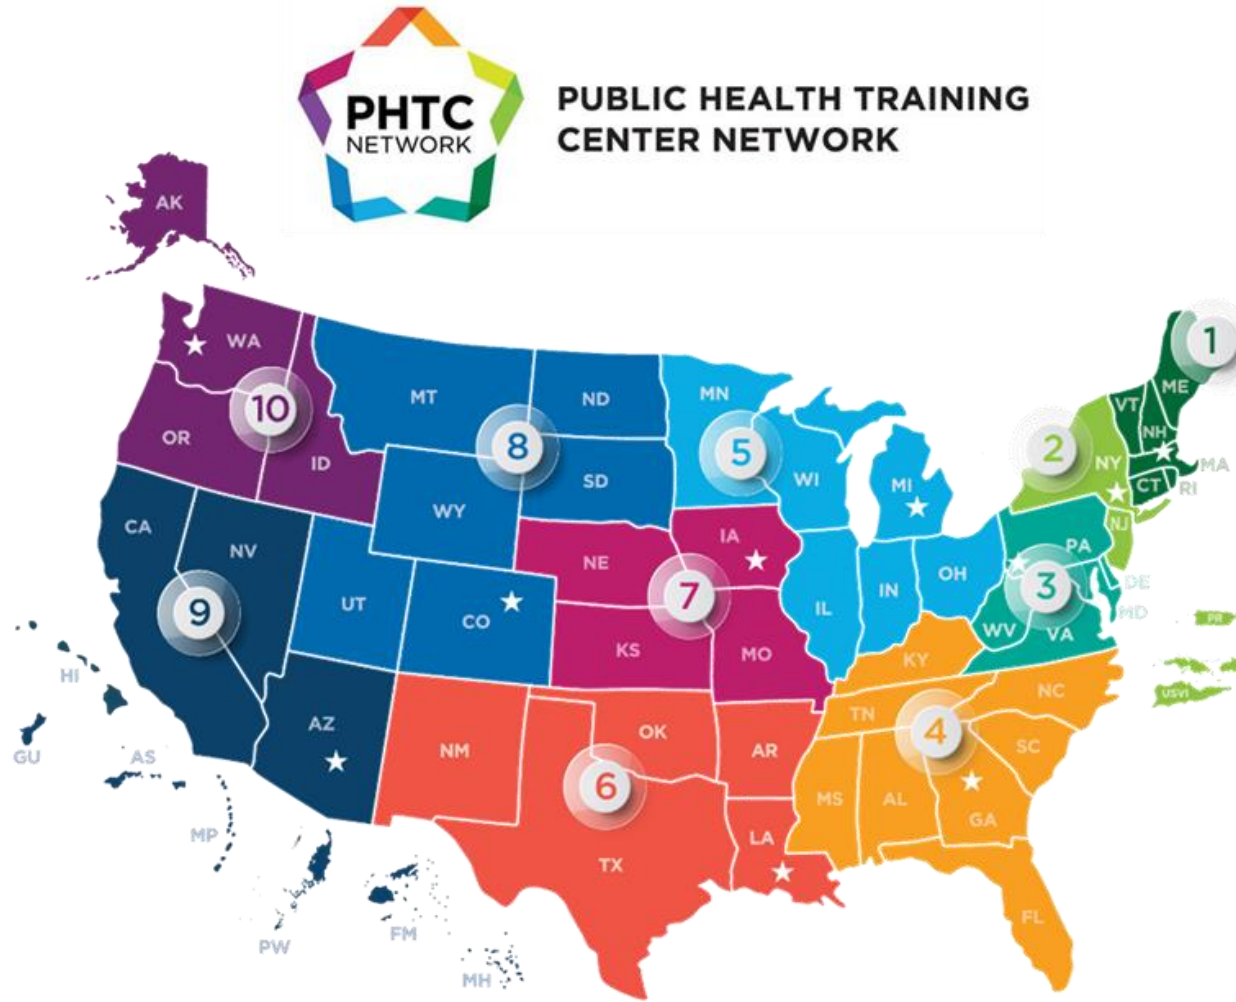 PHTC
NETWORK
PUBLIC HEALTH TRAINING
CENTER NETWORK
AK
WA
10
OR
ID
MT
8
ND
SD
WY
MN
5
WI
MI
1
ME
VT
NH
2
NY
MA
CT
RI
CA
NV
9
UT
CO
NE
IA
7
KS
MO
IL
IN
OH
NJ
PA
3
DE
MD
WV
VA
PR
USVI
KY
HI
GU
AS
AZ
NM
OK
6
AR
TN
4
NC
SC
MS
AL
GA
MP
TX
LA
FL
PW
FM
MH